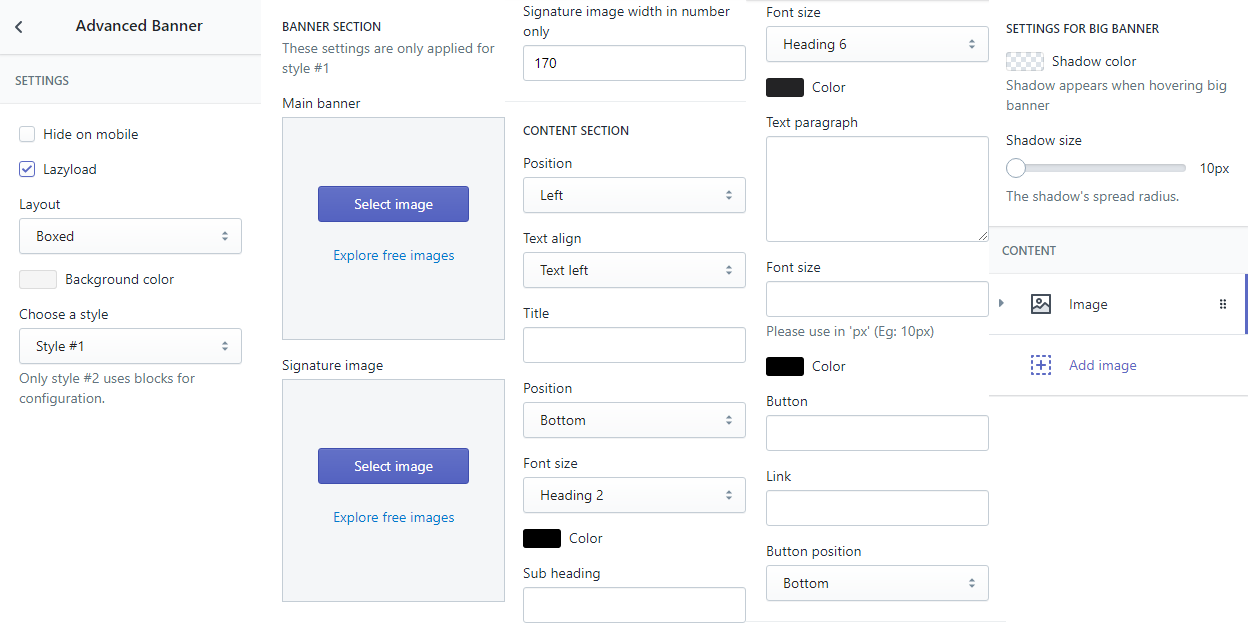 Advanced Banner
SETTINGS
Hide on mobile
Lazyload
Layout
Boxed
Background color
Choose a style
Style #1
Only style #2 uses blocks for
configuration.
BANNER SECTION
These settings are only applied for
style #1
Main banner
Select image
Explore free images
Signature image
Select image
Explore free images
Signature image width in number
only
170
CONTENT SECTION
Position
Left
Text align
Text left
Title
Position
Bottom
Font size
Heading 2
Color
Sub heading
Font size
Heading 6
Color
Text paragraph
Font size
Please use in 'px' (Eg: 10px)
Color
Button
Link
Button position
Bottom
SETTINGS FOR BIG BANNER
Shadow color
Shadow appears when hovering big
banner
Shadow size
10px
The shadow's spread radius.
CONTENT
Image
Add image